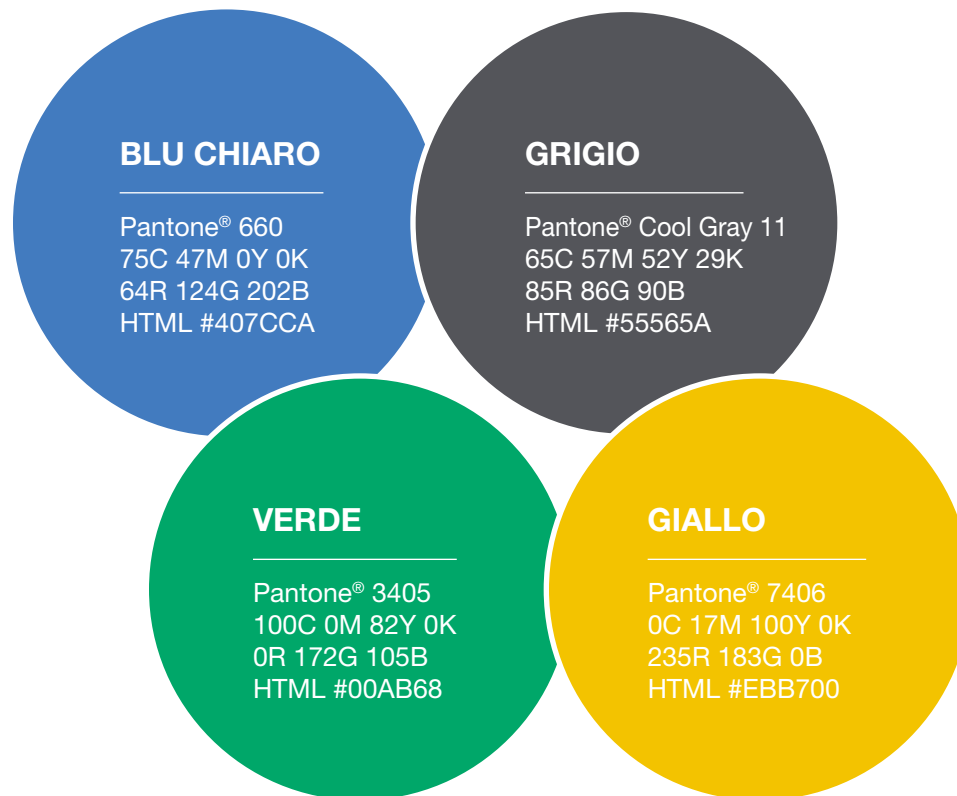 BLU CHIARO
Pantone® 660
75C 47M 0Y 0K
64R 124G 202B
HTML #407CCA
GRIGIO
Pantone® Cool Gray 11
65C 57M 52Y 29K
85R 86G 90B
HTML #55565A
VERDE
Pantone® 3405
100C 0M 82Y 0K
0R 172G 105B
HTML #00AB68
GIALLO
Pantone® 7406
0C 17M 100Y 0K
235R 183G 0B
HTML #EBB700